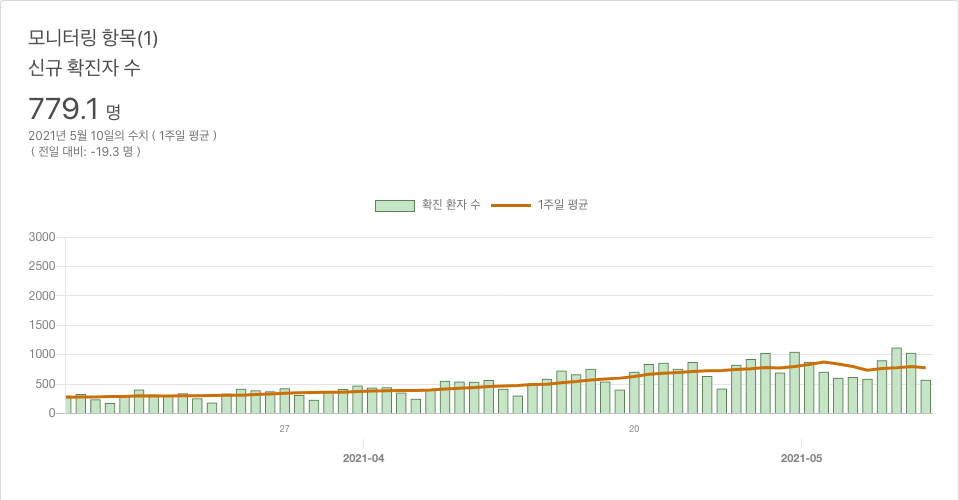 모니터링 항목(1)
신규 확진자 수
779.1 명
2021년 5월 10일의 수치 ( 1주일 평균 )
( 전일 대비: -19.3 명 )
확진 환자 수 1주일 평균
3000
2500
2000
1500
1000
500
0
27 20
2021-04 2021-05